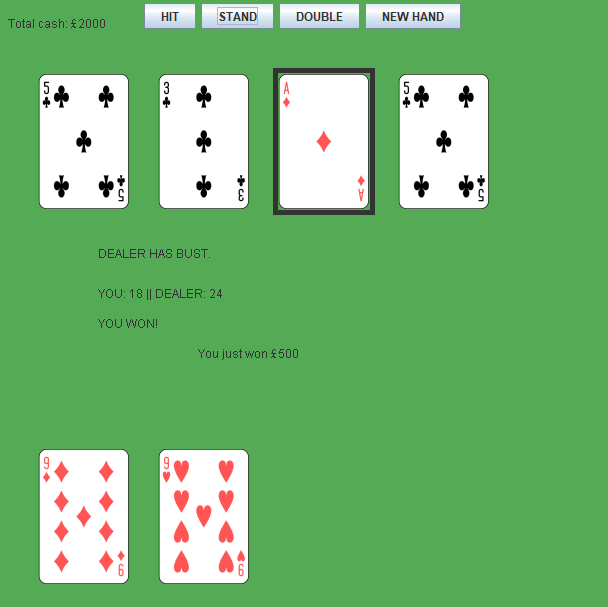 Total cash: £2000
HIT STAND DOUBLE NEW HAND
5 3 A 5
5 3 A 5
DEALER HAS BUST.
YOU: 18 || DEALER: 24
YOU WON!
You just won £500
9 9
9 9